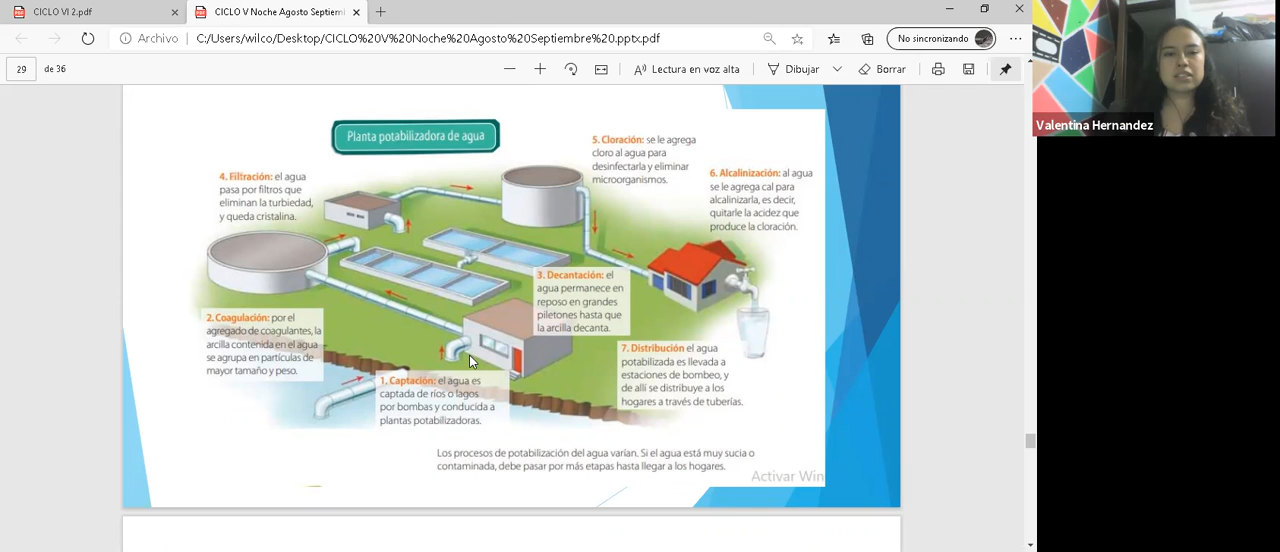 CICLO VI 2.pdf
CICLO V Noche Agosto Septiem
Archivo
C:/Users/wilco/Desktop/CICLO%20V%20Noche%20Agosto%20Septiembre%20.pptx.pdf
No sincronizando
29 de 36
Lectura en voz alta
Dibujar
Borrar
Valentina Hernandez
Planta potabilizadora de agua
4. Filtración: el agua
pasa por filtros que
eliminan la turbiedad,
y queda cristalina.
5. Cloración: se le agrega
cloro al agua para
desinfectarla y eliminar
microorganismos.
6. Alcalinización: al agua
se le agrega cal para
alcalinizarla, es decir,
quitarle la acidez que
produce la cloración.
3. Decantación: el
agua permanece en
reposo en grandes
piletones hasta que
la arcilla decanta.
2. Coagulación: por el
agregado de coagulantes, la
arcilla contenida en el agua
se agrupa en partículas de
mayor tamaño y peso.
1. Captación: el agua es
captada de ríos o lagos
por bombas y conducida a
plantas potabilizadoras.
7. Distribución el agua
potabilizada es llevada a
estaciones de bombeo, y
de allí se distribuye a los
hogares a través de tuberías.
Los procesos de potabilización del agua varían. Si el agua está muy sucia o
contaminada, debe pasar por más etapas hasta llegar a los hogares.
Activar Win